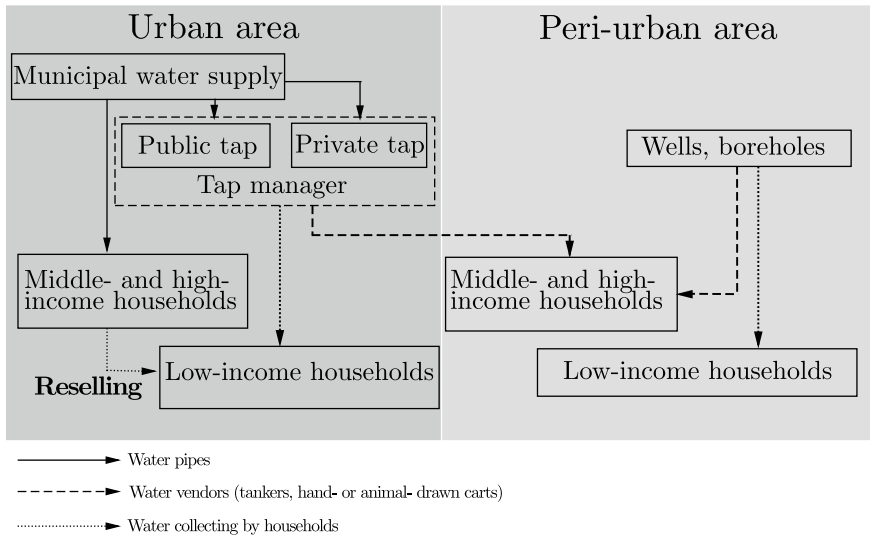 Urban area
Peri-urban area
Municipal water supply
Public tap
Private tap
Tap manager
Wells, boreholes
Middle- and high-
income households
Middle- and high-
income households
Reselling
Low-income households
Low-income households
Water pipes
Water vendors (tankers, hand- or animal- drawn carts)
Water collecting by households